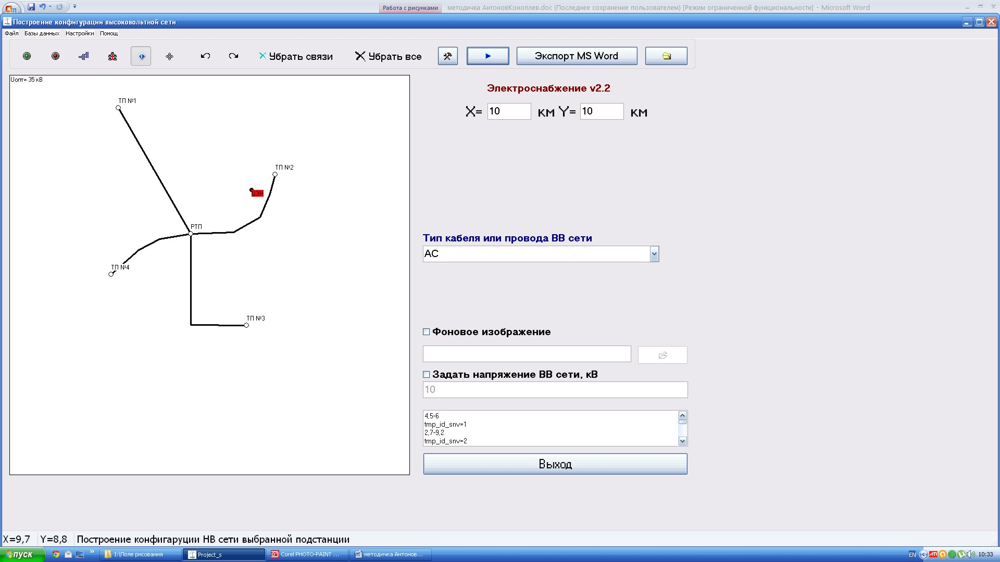 Работа с рисунками
методичка АнтоновКоноплев.doc (Последнее сохранение пользователем) [Режим ограниченной функциональности] - Microsoft Word
Построение конфигурации высоковольтной сети
Файл Базы данных Настройки Помощ
Убрать связи Убрать все Экспорт MS Word
Uопт= 35 кВ
ТП №1
ТП №2
ЦЭН
РТП
ТП №4
ТП №3
Электроснабжение v2.2
X= 10 км Y= 10 км
Тип кабеля или провода ВВ сети
АС
Фоновое изображение
Задать напряжение ВВ сети, кВ
10
4,5-6
tmp_id_snv=1
2,7-9,2
tmp_id_snv=2
Выход
X=9,7 Y=8,8 Построение конфигаруции НВ сети выбранной подстанции
пуск I:\Поле рисования Project_s Corel PHOTO-PAINT ... методичка Антонов... EN 10:33